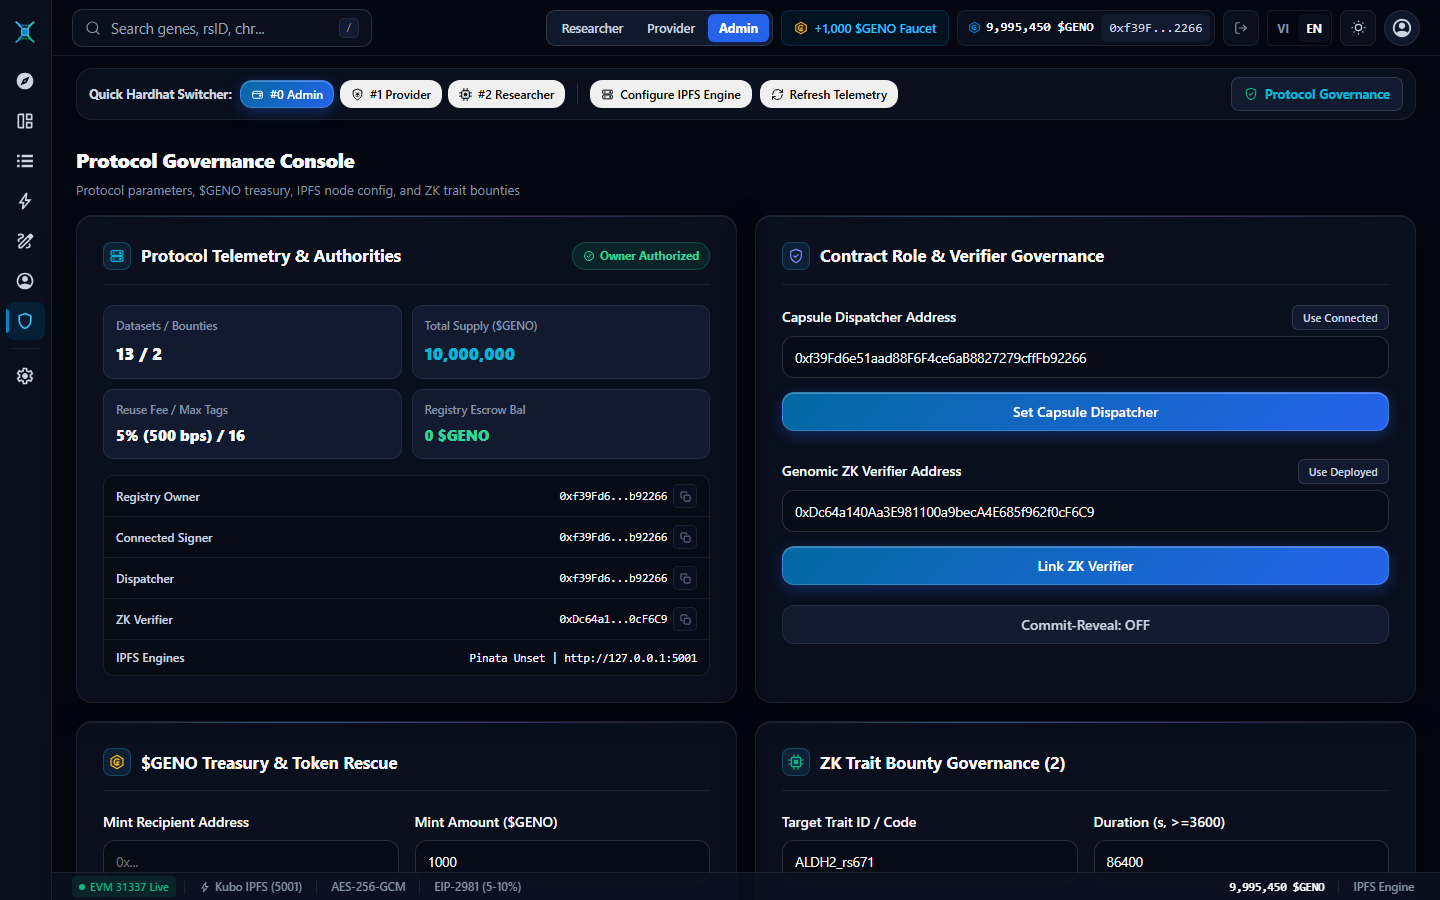 Search genes, rsID, chr... /
Researcher Provider Admin
+1,000 $GENO Faucet
9,995,450 $GENO 0xf39F...2266
VI EN
Quick Hardhat Switcher: #0 Admin #1 Provider #2 Researcher Configure IPFS Engine Refresh Telemetry
Protocol Governance
Protocol Governance Console
Protocol parameters, $GENO treasury, IPFS node config, and ZK trait bounties
Protocol Telemetry & Authorities
Owner Authorized
Datasets / Bounties
13 / 2
Total Supply ($GENO)
10,000,000
Reuse Fee / Max Tags
5% (500 bps) / 16
Registry Escrow Bal
0 $GENO
Registry Owner 0xf39Fd6...b92266
Connected Signer 0xf39Fd6...b92266
Dispatcher 0xf39Fd6...b92266
ZK Verifier 0xDc64a1...0cF6C9
IPFS Engines Pinata Unset | http://127.0.0.1:5001
Contract Role & Verifier Governance
Capsule Dispatcher Address Use Connected
0xf39Fd6e51aad88F6F4ce6aB8827279cffFb92266
Set Capsule Dispatcher
Genomic ZK Verifier Address Use Deployed
0xDc64a140Aa3E981100a9becA4E685f962f0cF6C9
Link ZK Verifier
Commit-Reveal: OFF
$GENO Treasury & Token Rescue
Mint Recipient Address
0x...
Mint Amount ($GENO)
1000
ZK Trait Bounty Governance (2)
Target Trait ID / Code
ALDH2_rs671
Duration (s, >=3600)
86400
EVM 31337 Live Kubo IPFS (5001) AES-256-GCM EIP-2981 (5-10%)
9,995,450 $GENO IPFS Engine